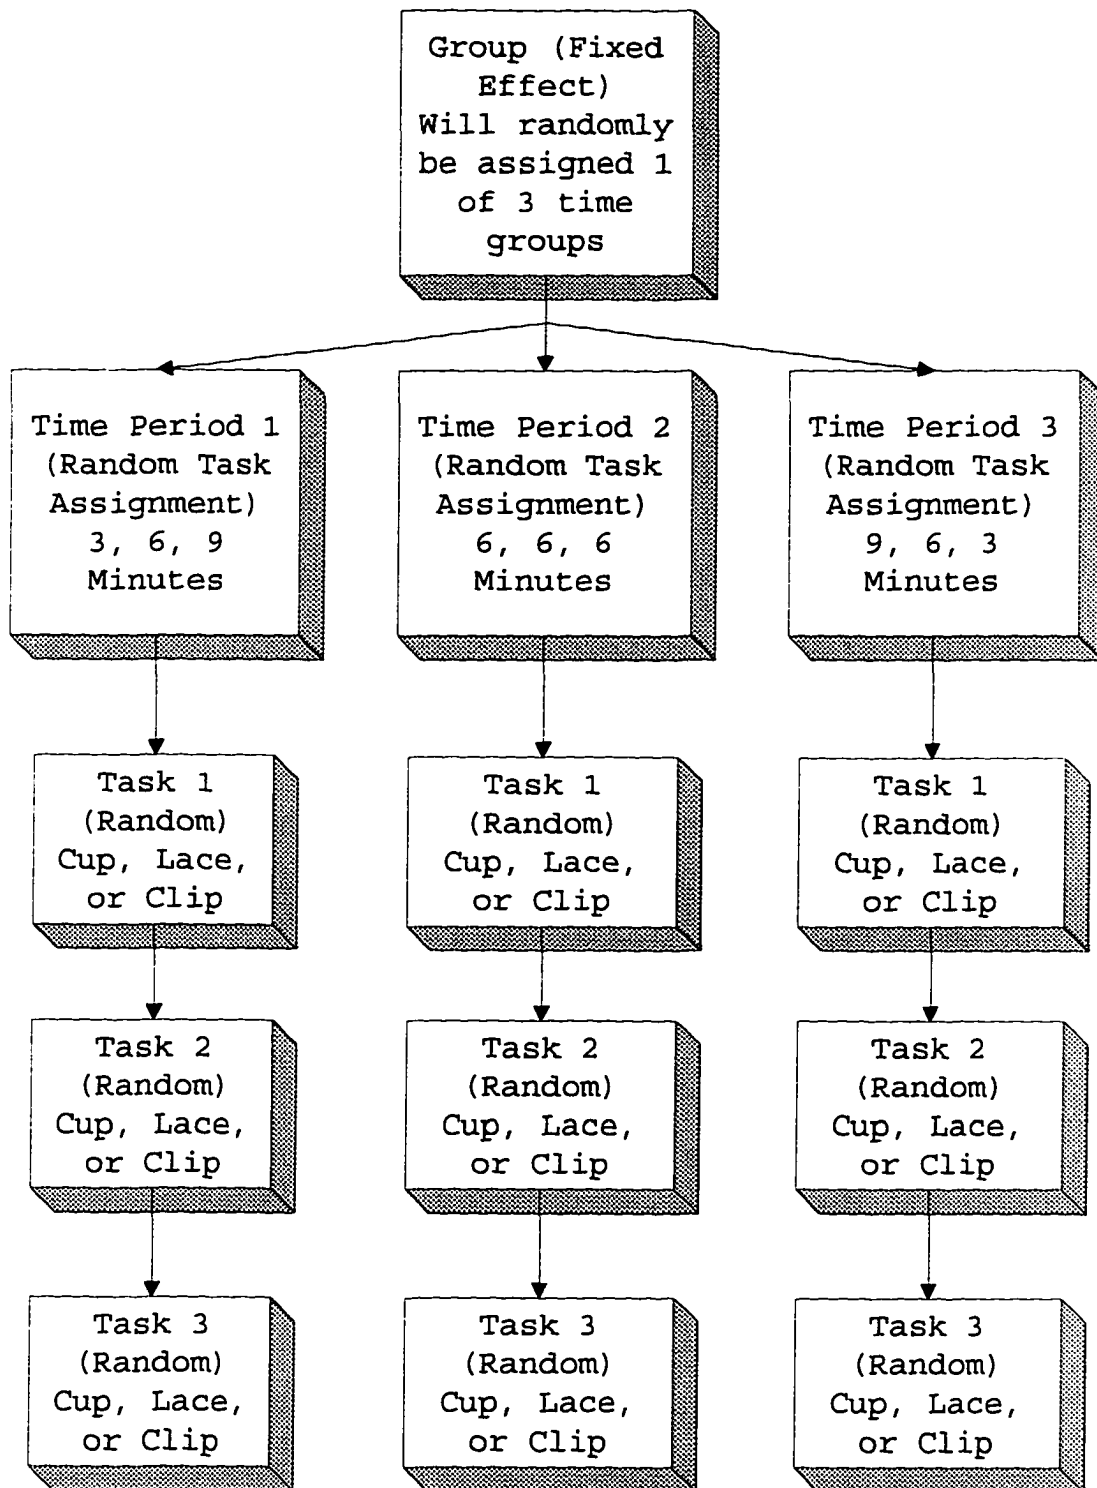 Group (Fixed
Effect)
Will randomly
be assigned 1
of 3 time
groups
Time Period 1
(Random Task
Assignment)
3, 6, 9
Minutes
Time Period 2
(Random Task
Assignment)
6, 6, 6
Minutes
Time Period 3
(Random Task
Assignment)
9, 6, 3
Minutes
Task 1
(Random)
Cup, Lace,
or Clip
Task 1
(Random)
Cup, Lace,
or Clip
Task 1
(Random)
Cup, Lace,
or Clip
Task 2
(Random)
Cup, Lace,
or Clip
Task 2
(Random)
Cup, Lace,
or Clip
Task 2
(Random)
Cup, Lace,
or Clip
Task 3
(Random)
Cup, Lace,
or Clip
Task 3
(Random)
Cup, Lace,
or Clip
Task 3
(Random)
Cup, Lace,
or Clip